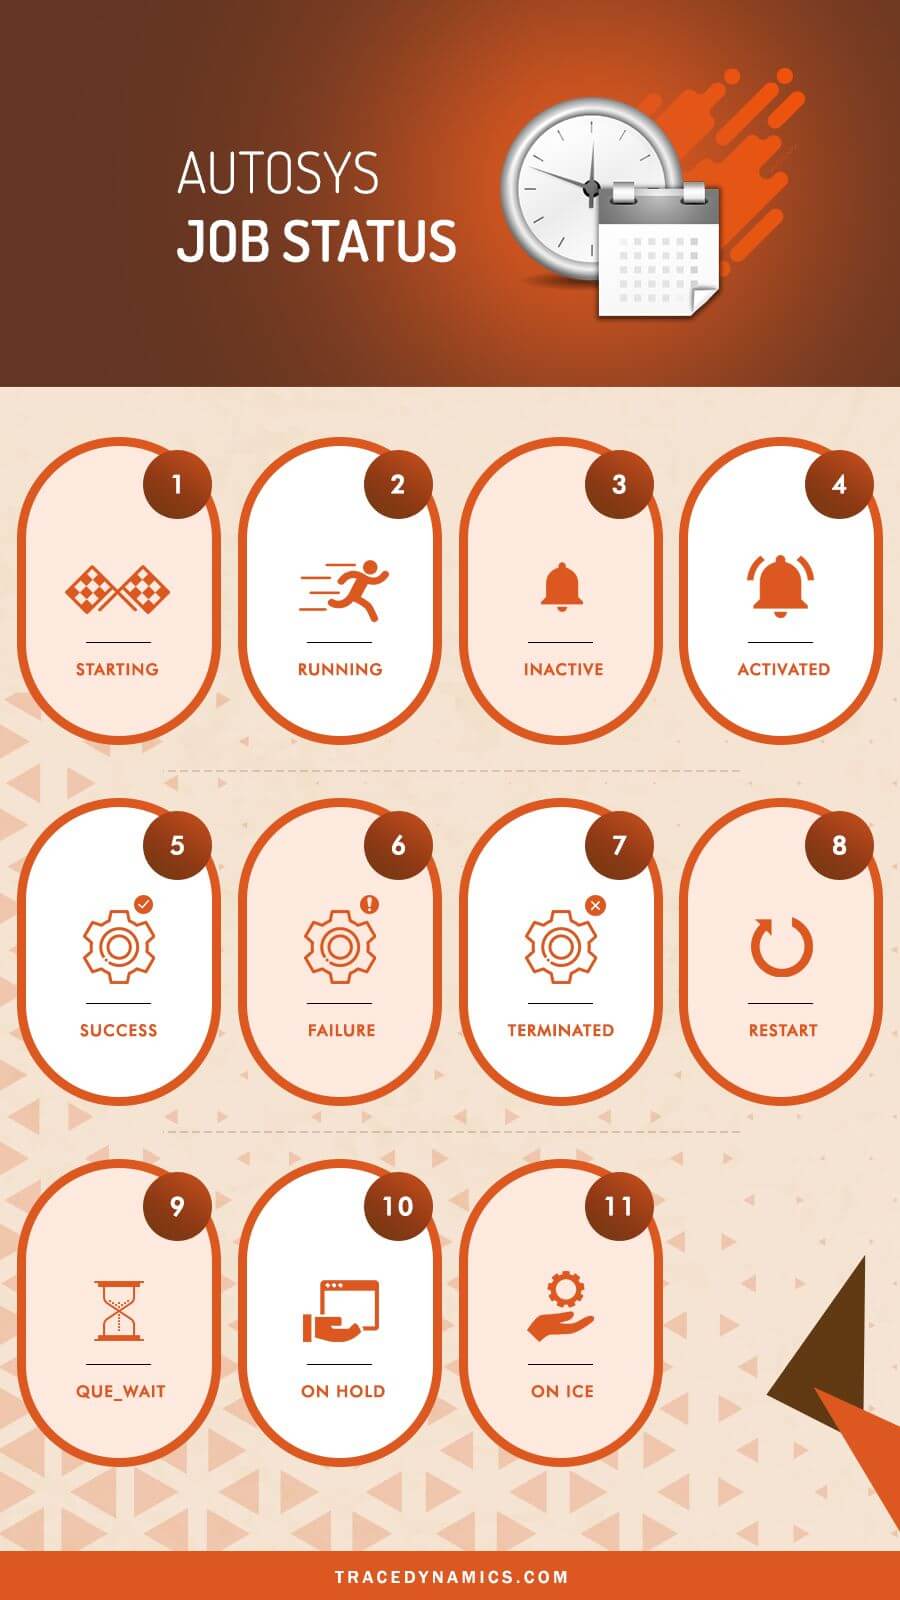 AUTOSYS
JOB STATUS
1
STARTING
2
RUNNING
3
INACTIVE
4
ACTIVATED
5
SUCCESS
6
FAILURE
7
TERMINATED
8
RESTART
9
QUE_WAIT
10
ON HOLD
11
ON ICE
TRACEDYNAMICS.COM